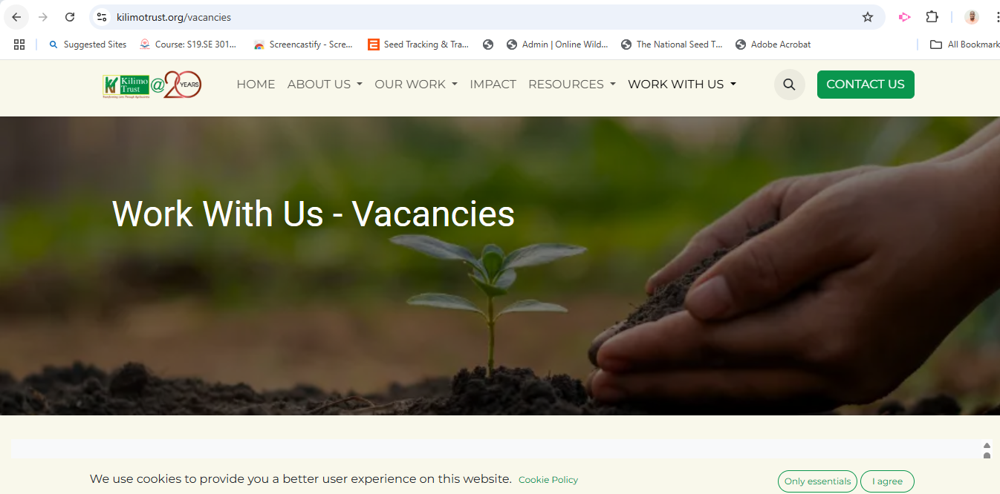 kilimotrust.org/vacancies
Suggested Sites Course: S19.SE 301... Screencastify - Scre... Seed Tracking & Tra... Admin | Online Wild... The National Seed T... Adobe Acrobat All Bookmark
Kilimo Trust @20 YEARS
HOME ABOUT US OUR WORK IMPACT RESOURCES WORK WITH US CONTACT US
Work With Us - Vacancies
We use cookies to provide you a better user experience on this website. Cookie Policy Only essentials I agree